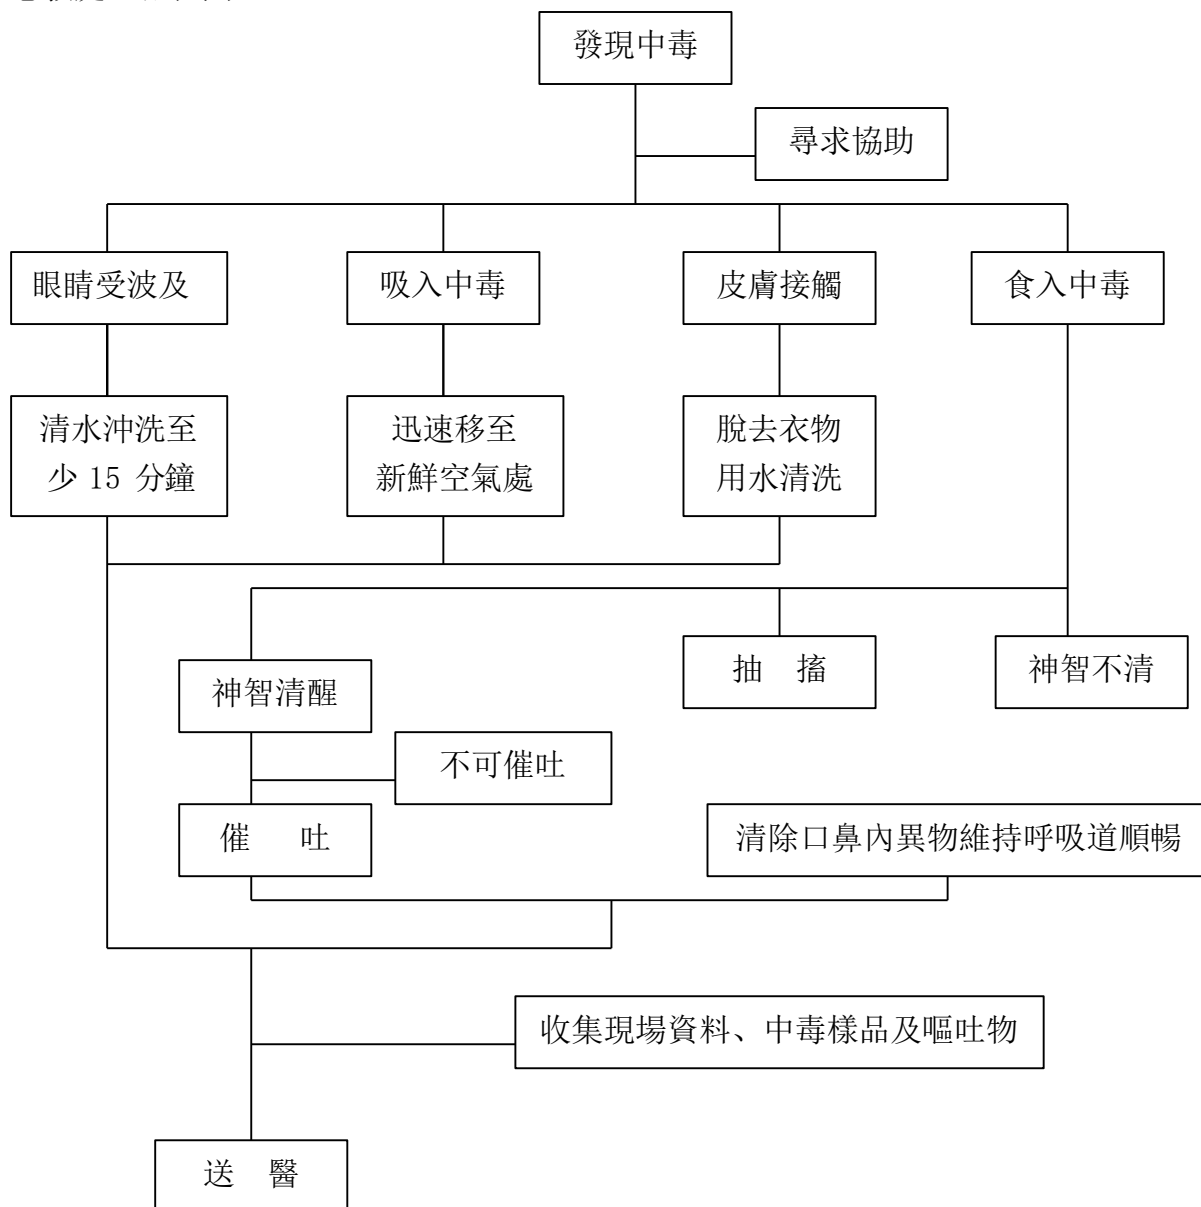 發現中毒
尋求協助
眼睛受波及
吸入中毒
皮膚接觸
食入中毒
清水沖洗至
少 15 分鐘
迅速移至
新鮮空氣處
脫去衣物
用水清洗
抽 搐
神智不清
神智清醒
不可催吐
催 吐
清除口鼻內異物維持呼吸道順暢
收集現場資料、中毒樣品及嘔吐物
送 醫